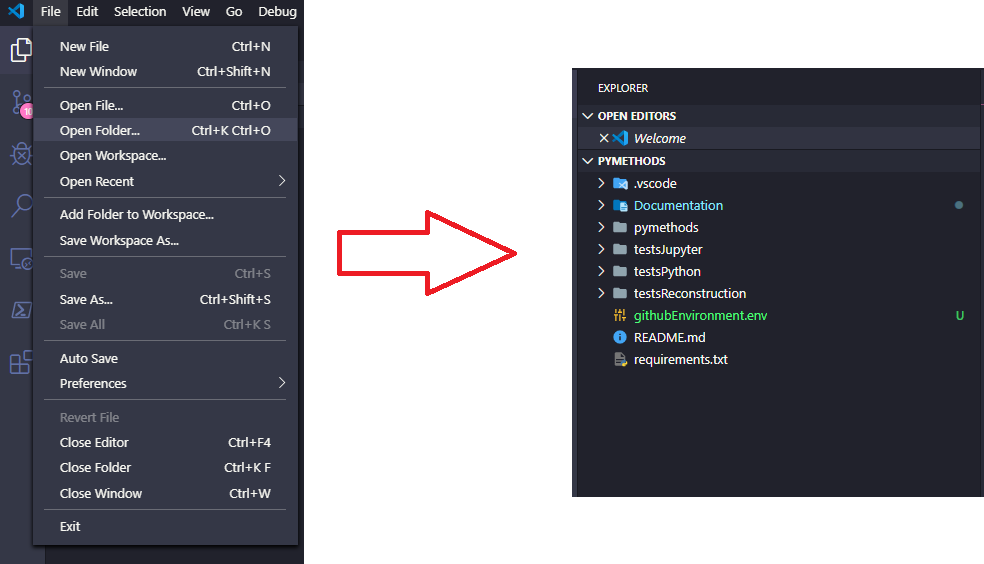 File Edit Selection View Go Debug
New File Ctrl+N
New Window Ctrl+Shift+N
Open File... Ctrl+O
Open Folder... Ctrl+K Ctrl+O
Open Workspace...
Open Recent
Add Folder to Workspace...
Save Workspace As...
Save Ctrl+S
Save As... Ctrl+Shift+S
Save All Ctrl+K S
Auto Save
Preferences
Revert File
Close Editor Ctrl+F4
Close Folder Ctrl+K F
Close Window Ctrl+W
Exit
EXPLORER
OPEN EDITORS
Welcome
PYMETHODS
.vscode
Documentation
pymethods
testsJupyter
testsPython
testsReconstruction
githubEnvironment.env U
README.md
requirements.txt